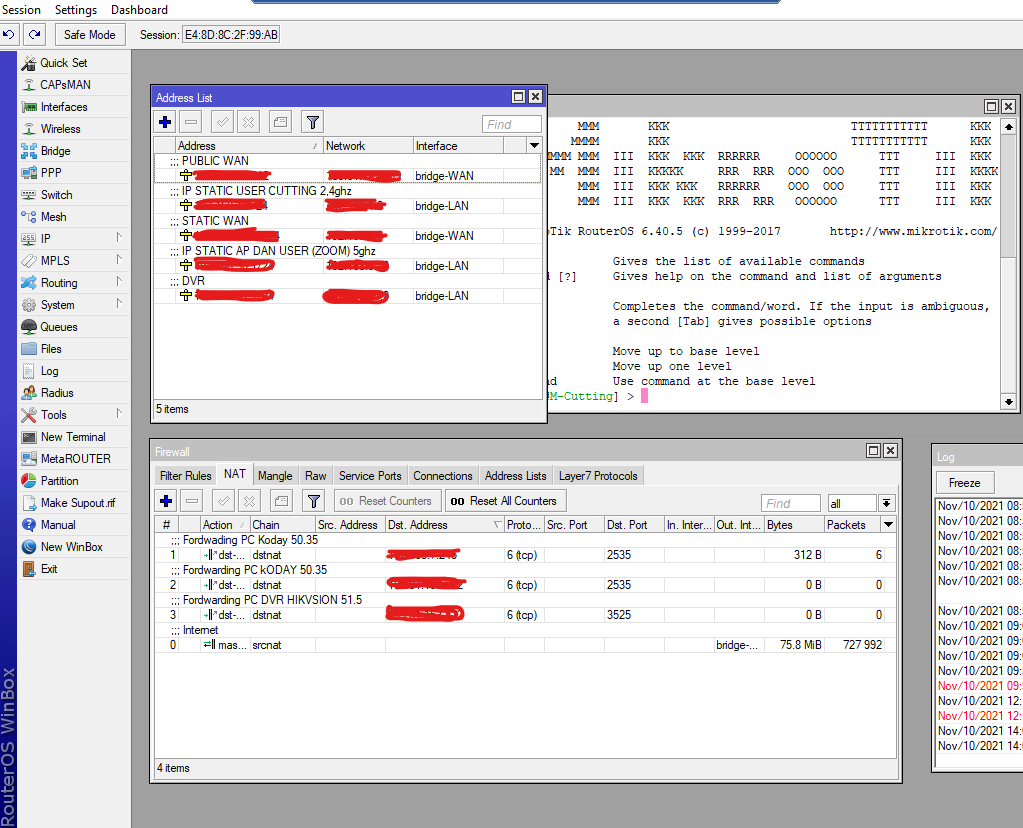 Session Settings Dashboard
Safe Mode Session: E4:8D:8C:2F:99:AB
Quick Set
CAPsMAN
Interfaces
Wireless
Bridge
PPP
Switch
Mesh
IP
MPLS
Routing
System
Queues
Files
Log
Radius
Tools
New Terminal
MetaROUTER
Partition
Make Supout.rif
Manual
New WinBox
Exit
RouterOS WinBox
Address List
Find
Address Network Interface
;;; PUBLIC WAN
bridge-WAN
;;; IP STATIC USER CUTTING 2,4ghz
bridge-LAN
;;; STATIC WAN
bridge-WAN
;;; IP STATIC AP DAN USER (ZOOM) 5ghz
bridge-LAN
;;; DVR
bridge-LAN
5 items
MMM KKK TTTTTTTTTTT KKK
MMM KKK TTTTTTTTTTT KKK
MMM MM III KKK KKK RRRRRR OOOOOO TTT III KKK
MM MMM III KKKKK RRR RRR OOO OOO TTT III KKKK
MMM III KKK KKK RRRRRR OOO OOO TTT III KKK
MMM III KKK KKK RRR RRR OOOOOO TTT III KKK
Tik RouterOS 6.40.5 (c) 1999-2017 http://www.mikrotik.com/
Gives the list of available commands
d [?] Gives help on the command and list of arguments
Completes the command/word. If the input is ambiguous,
a second [Tab] gives possible options
Move up to base level
Move up one level
nd Use command at the base level
M-Cutting] >
Firewall
Filter Rules NAT Mangle Raw Service Ports Connections Address Lists Layer7 Protocols
00 Reset Counters 00 Reset All Counters Find all
# Action Chain Src. Address Dst. Address Proto... Src. Port Dst. Port In. Inter... Out. Int... Bytes Packets
;;; Fordwading PC Koday 50.35
1 dst-... dstnat 6 (tcp) 2535 312 B 6
;;; Fordwarding PC kODAY 50.35
2 dst-... dstnat 6 (tcp) 2535 0 B 0
;;; Fordwarding PC DVR HIKVSION 51.5
3 dst-... dstnat 6 (tcp) 3525 0 B 0
;;; Internet
0 mas... srcnat bridge-... 75.8 MiB 727 992
4 items
Log
Freeze
Nov/10/2021 08:
Nov/10/2021 08:
Nov/10/2021 08:
Nov/10/2021 08:
Nov/10/2021 08:
Nov/10/2021 08:
Nov/10/2021 08:
Nov/10/2021 09:
Nov/10/2021 09:
Nov/10/2021 09:
Nov/10/2021 09:
Nov/10/2021 09:
Nov/10/2021 09:
Nov/10/2021 12:
Nov/10/2021 12:
Nov/10/2021 14:
Nov/10/2021 14: